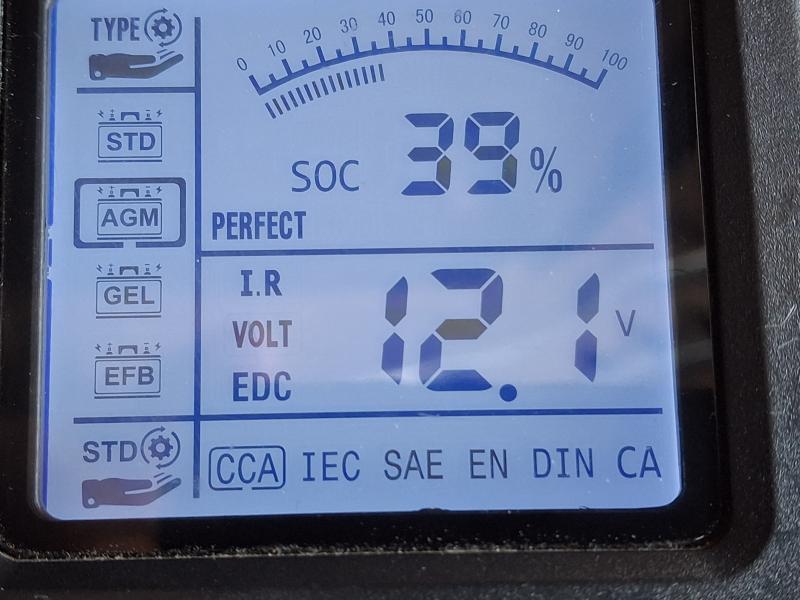 TYPE
0 10 20 30 40 50 60 70 80 90 100
STD
SOC 39%
AGM
PERFECT
GEL
I.R
VOLT 12.1 V
EFB
EDC
STD
CCA IEC SAE EN DIN CA